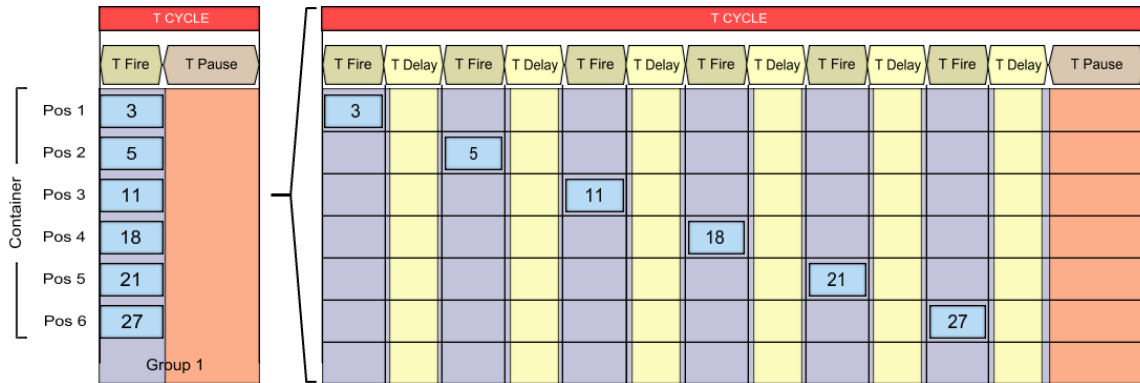 T CYCLE
T CYCLE
T Fire T Pause
T Fire T Delay T Fire T Delay T Fire T Delay T Fire T Delay T Fire T Delay T Fire T Delay T Pause
Container
Pos 1 3 3
Pos 2 5 5
Pos 3 11 11
Pos 4 18 18
Pos 5 21 21
Pos 6 27 27
Group 1